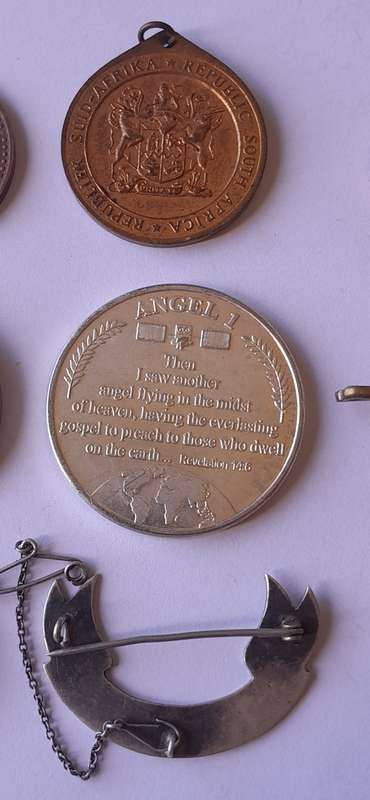 REPUBLIEK SUID-AFRIKA ★ REPUBLIC SOUTH AFRICA ★
ANGEL 1
Then
I saw another
angel flying in the midst
of heaven, having the everlasting
gospel to preach to those who dwell
on the earth... Revelation 14:6